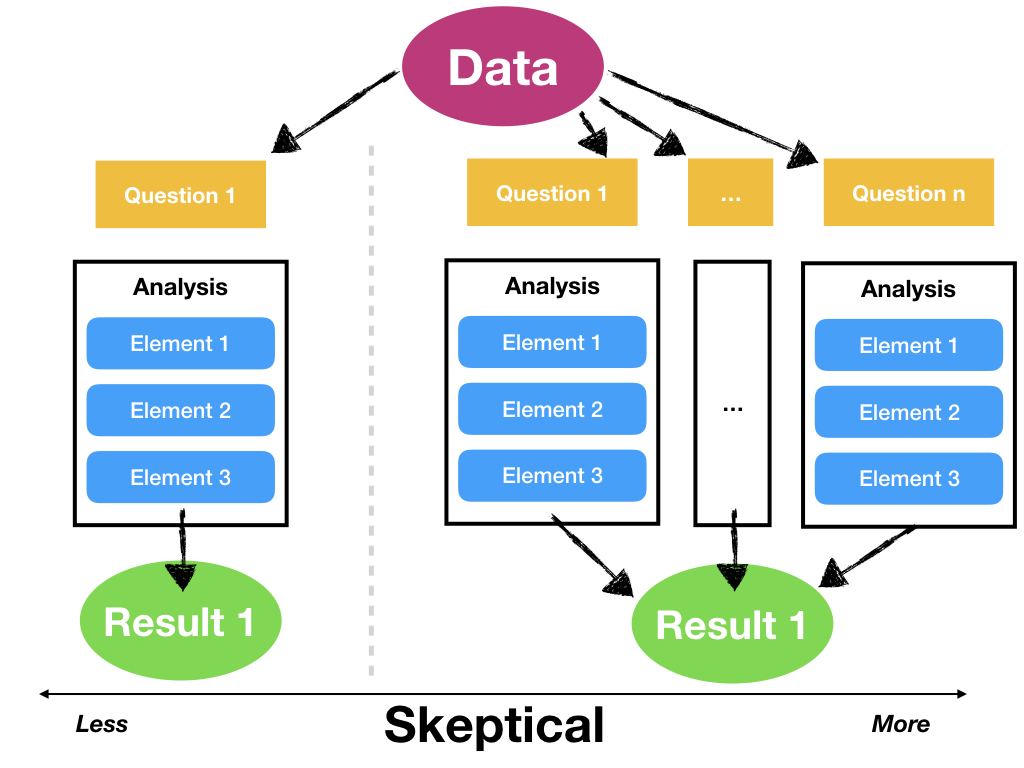 Data
Question 1
Question 1
...
Question n
Analysis
Element 1
Element 2
Element 3
Analysis
Element 1
Element 2
Element 3
...
Analysis
Element 1
Element 2
Element 3
Result 1
Result 1
Less
Skeptical
More